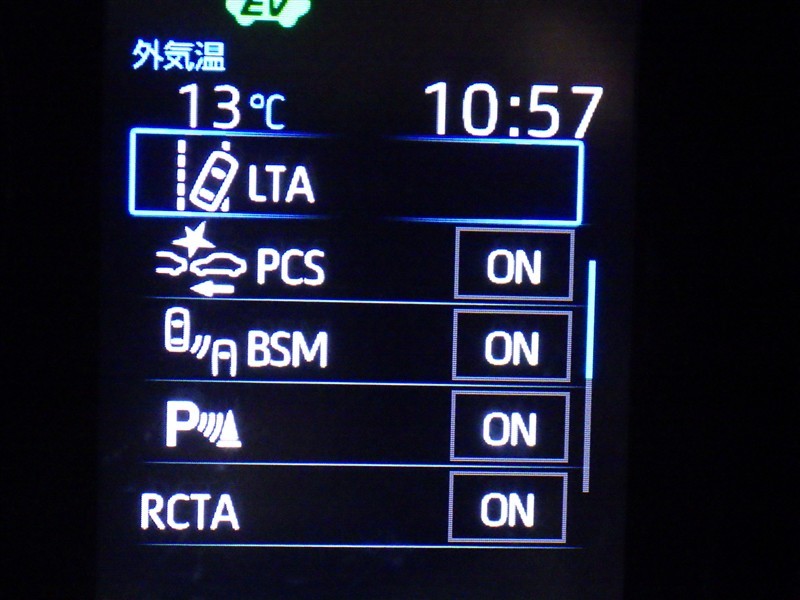 EV
外気温
13℃ 10:57
LTA
PCS ON
BSM ON
P ON
RCTA ON